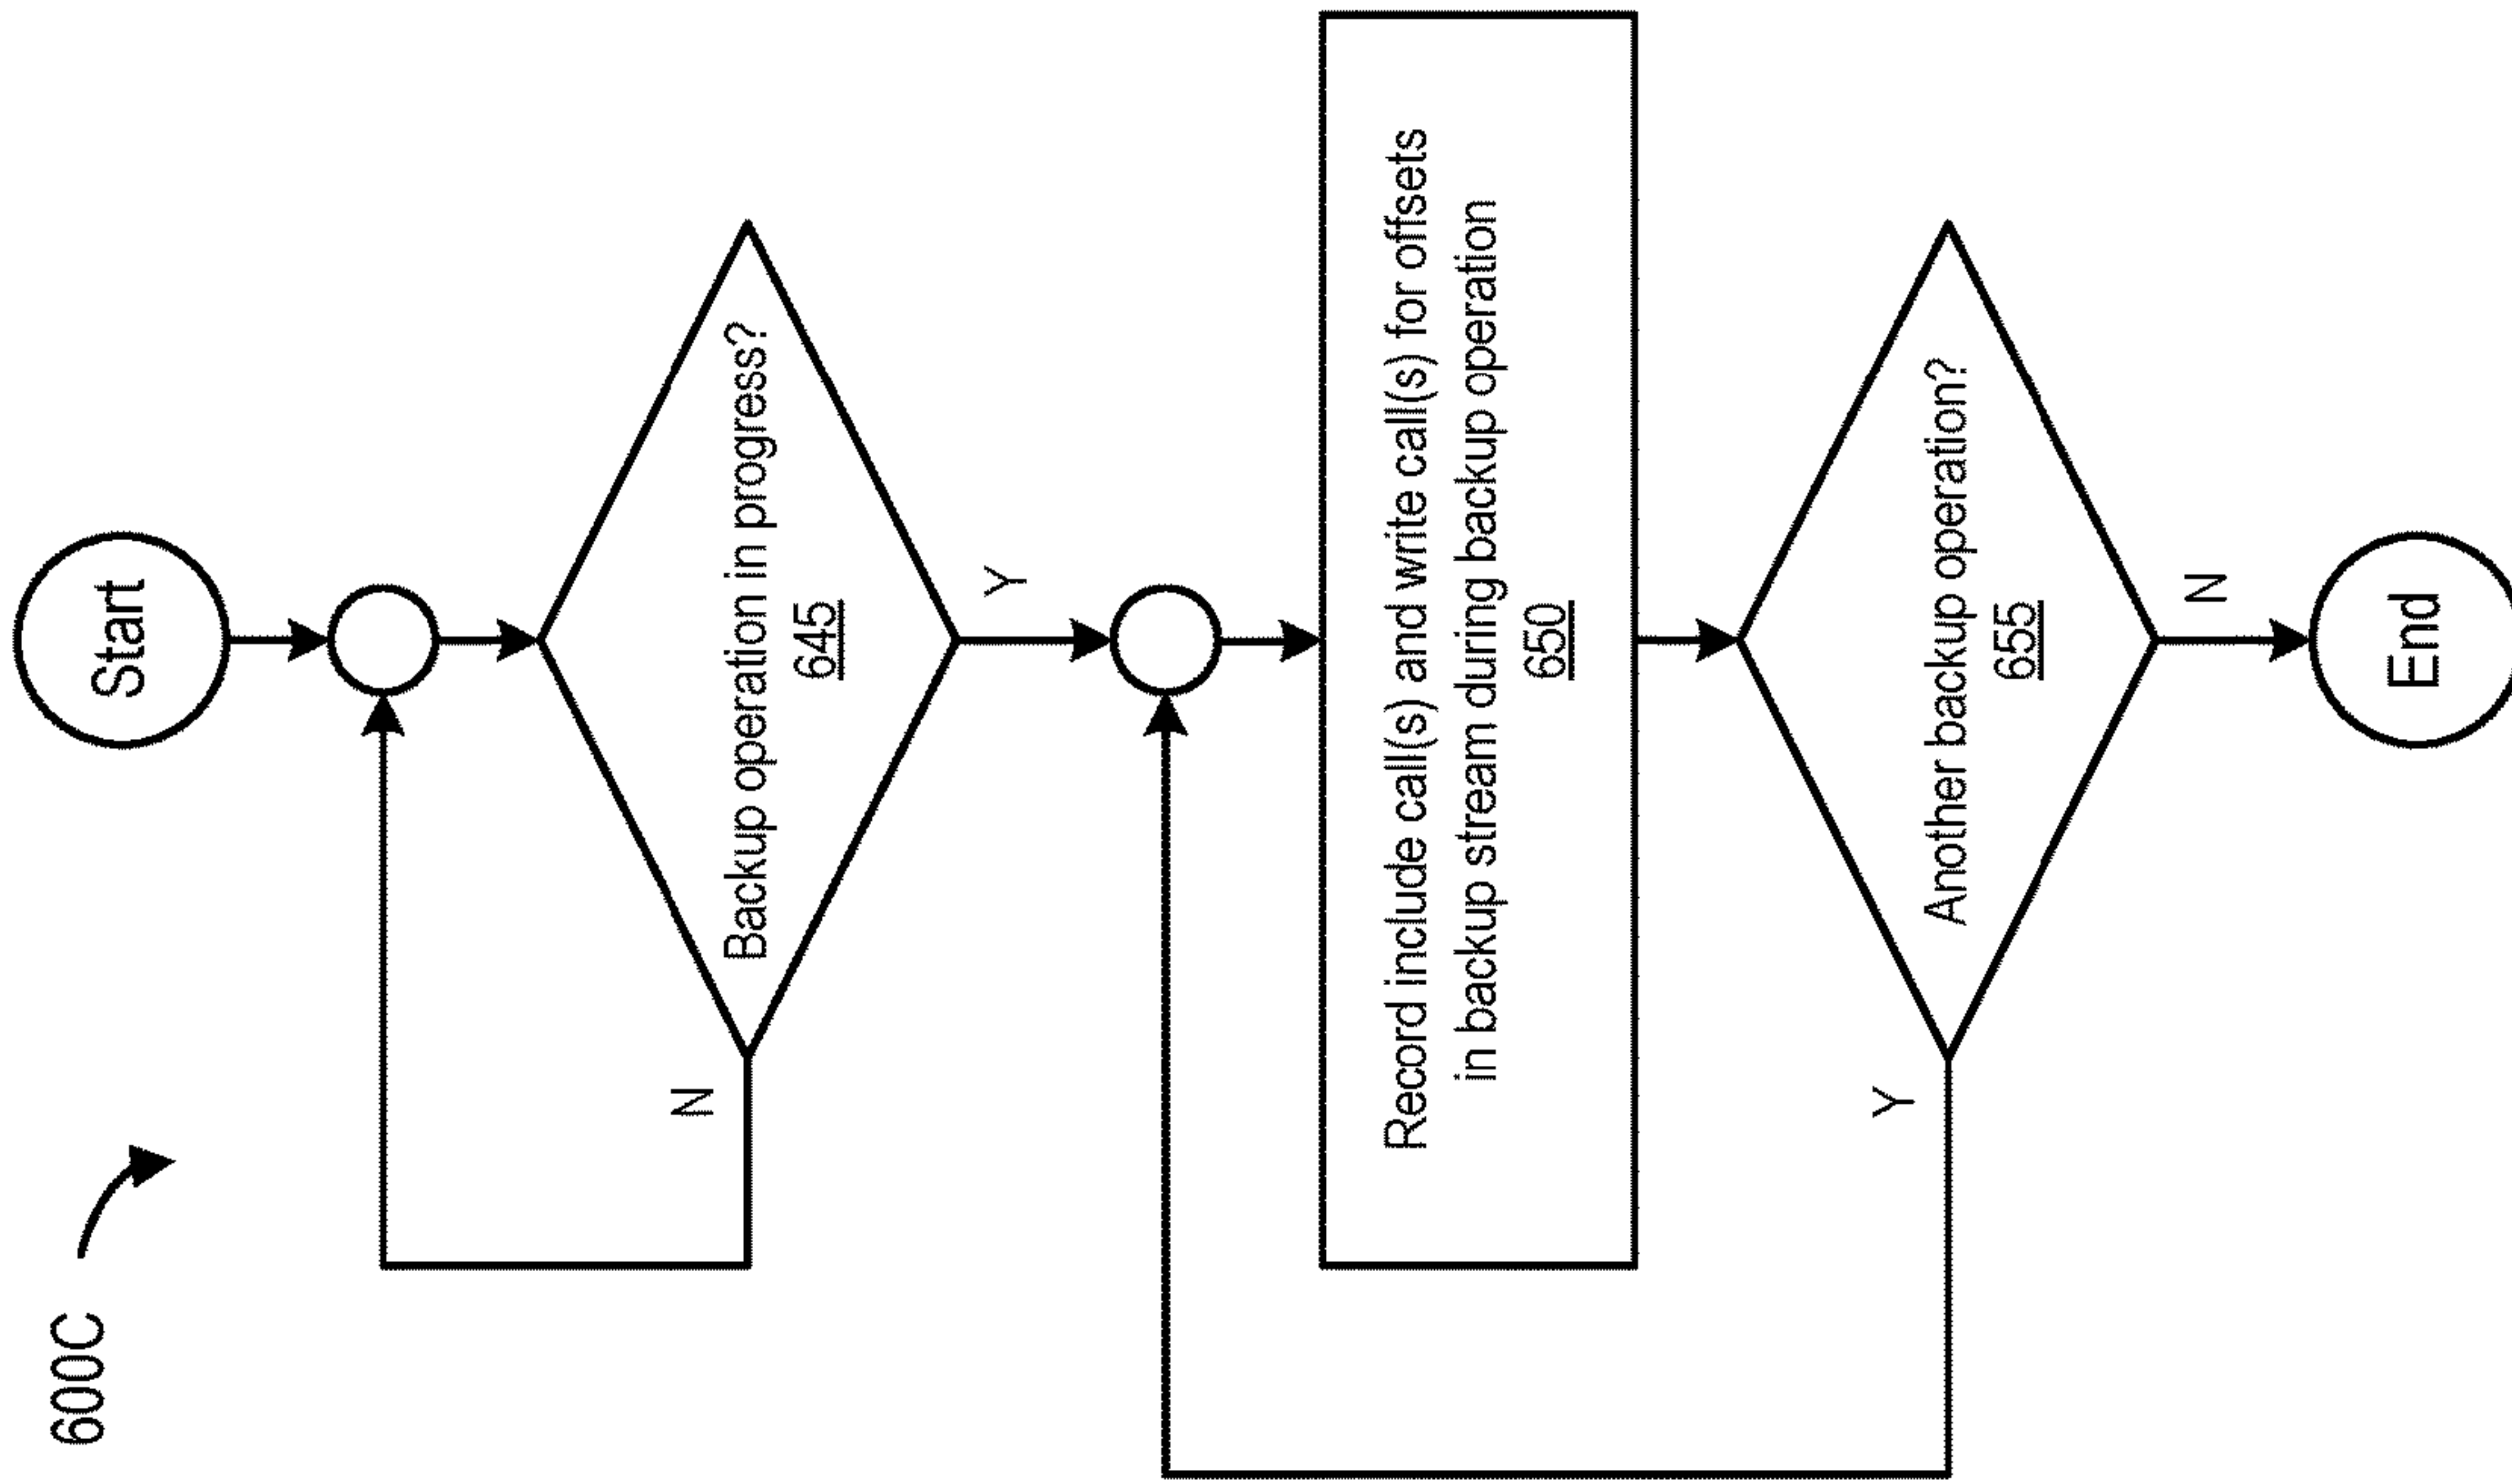 600C
Start
Backup operation in progress?
645
N
Y
Record include call(s) and write call(s) for offsets
in backup stream during backup operation
650
Another backup operation?
655
Y
N
End